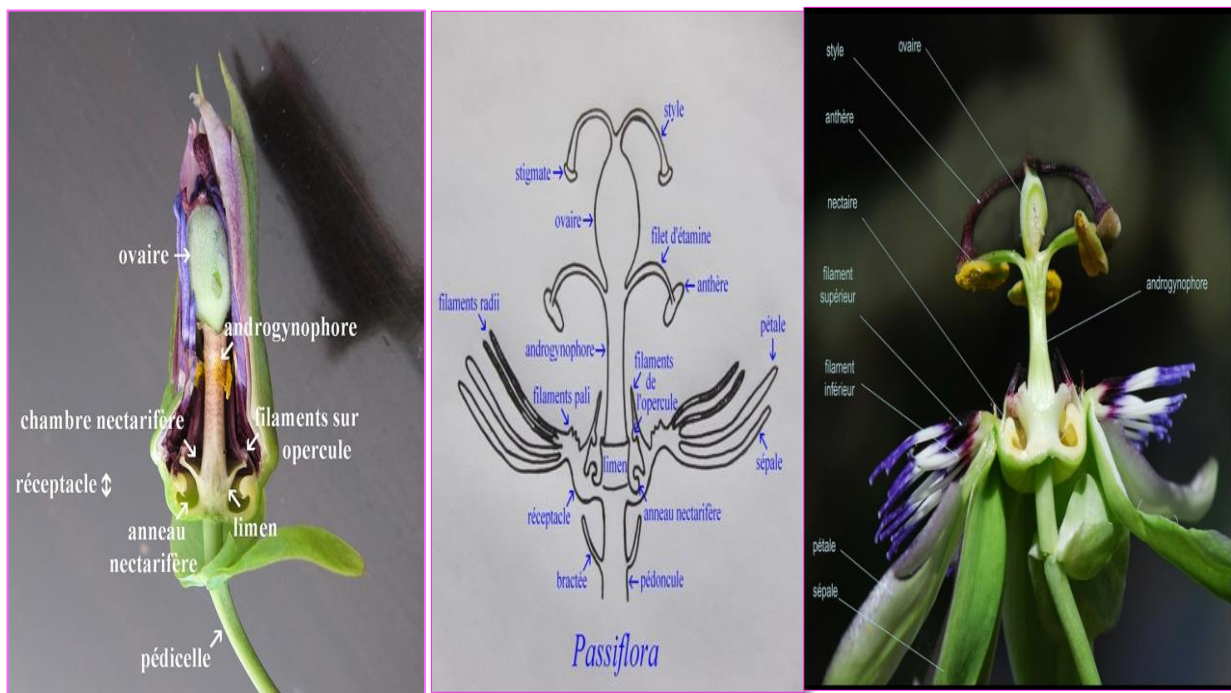 ovaire
androgynophore
chambre nectarifère
filaments sur
opercule
réceptacle
anneau
nectarifère
limen
pédicelle
style
stigmate
ovaire
filet d'étamine
anthère
filaments radii
pétale
androgynophore
filaments
de
l'opercule
filaments pali
limen
sépale
réceptacle
anneau nectarifère
bractée
pédoncule
Passiflora
style
ovaire
anthère
nectaire
filament
supérieur
androgynophore
filament
inférieur
pétale
sépale